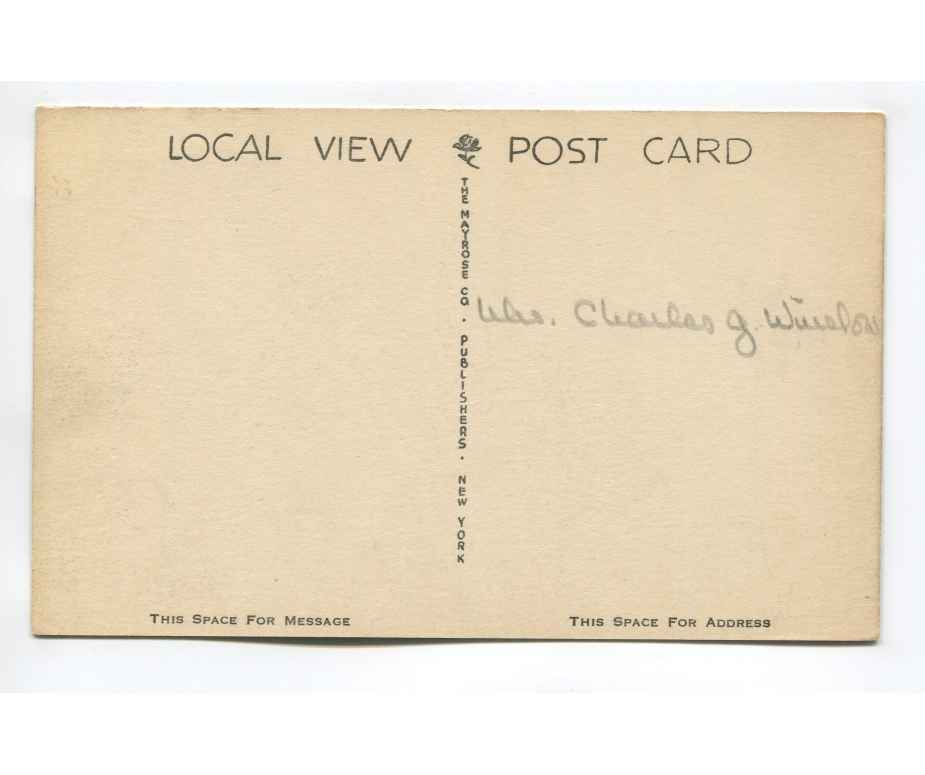 LOCAL VIEW POST CARD
THE MAYROSE CO. · PUBLISHERS · NEW YORK
Mrs. Charles J. Winslow
THIS SPACE FOR MESSAGE
THIS SPACE FOR ADDRESS